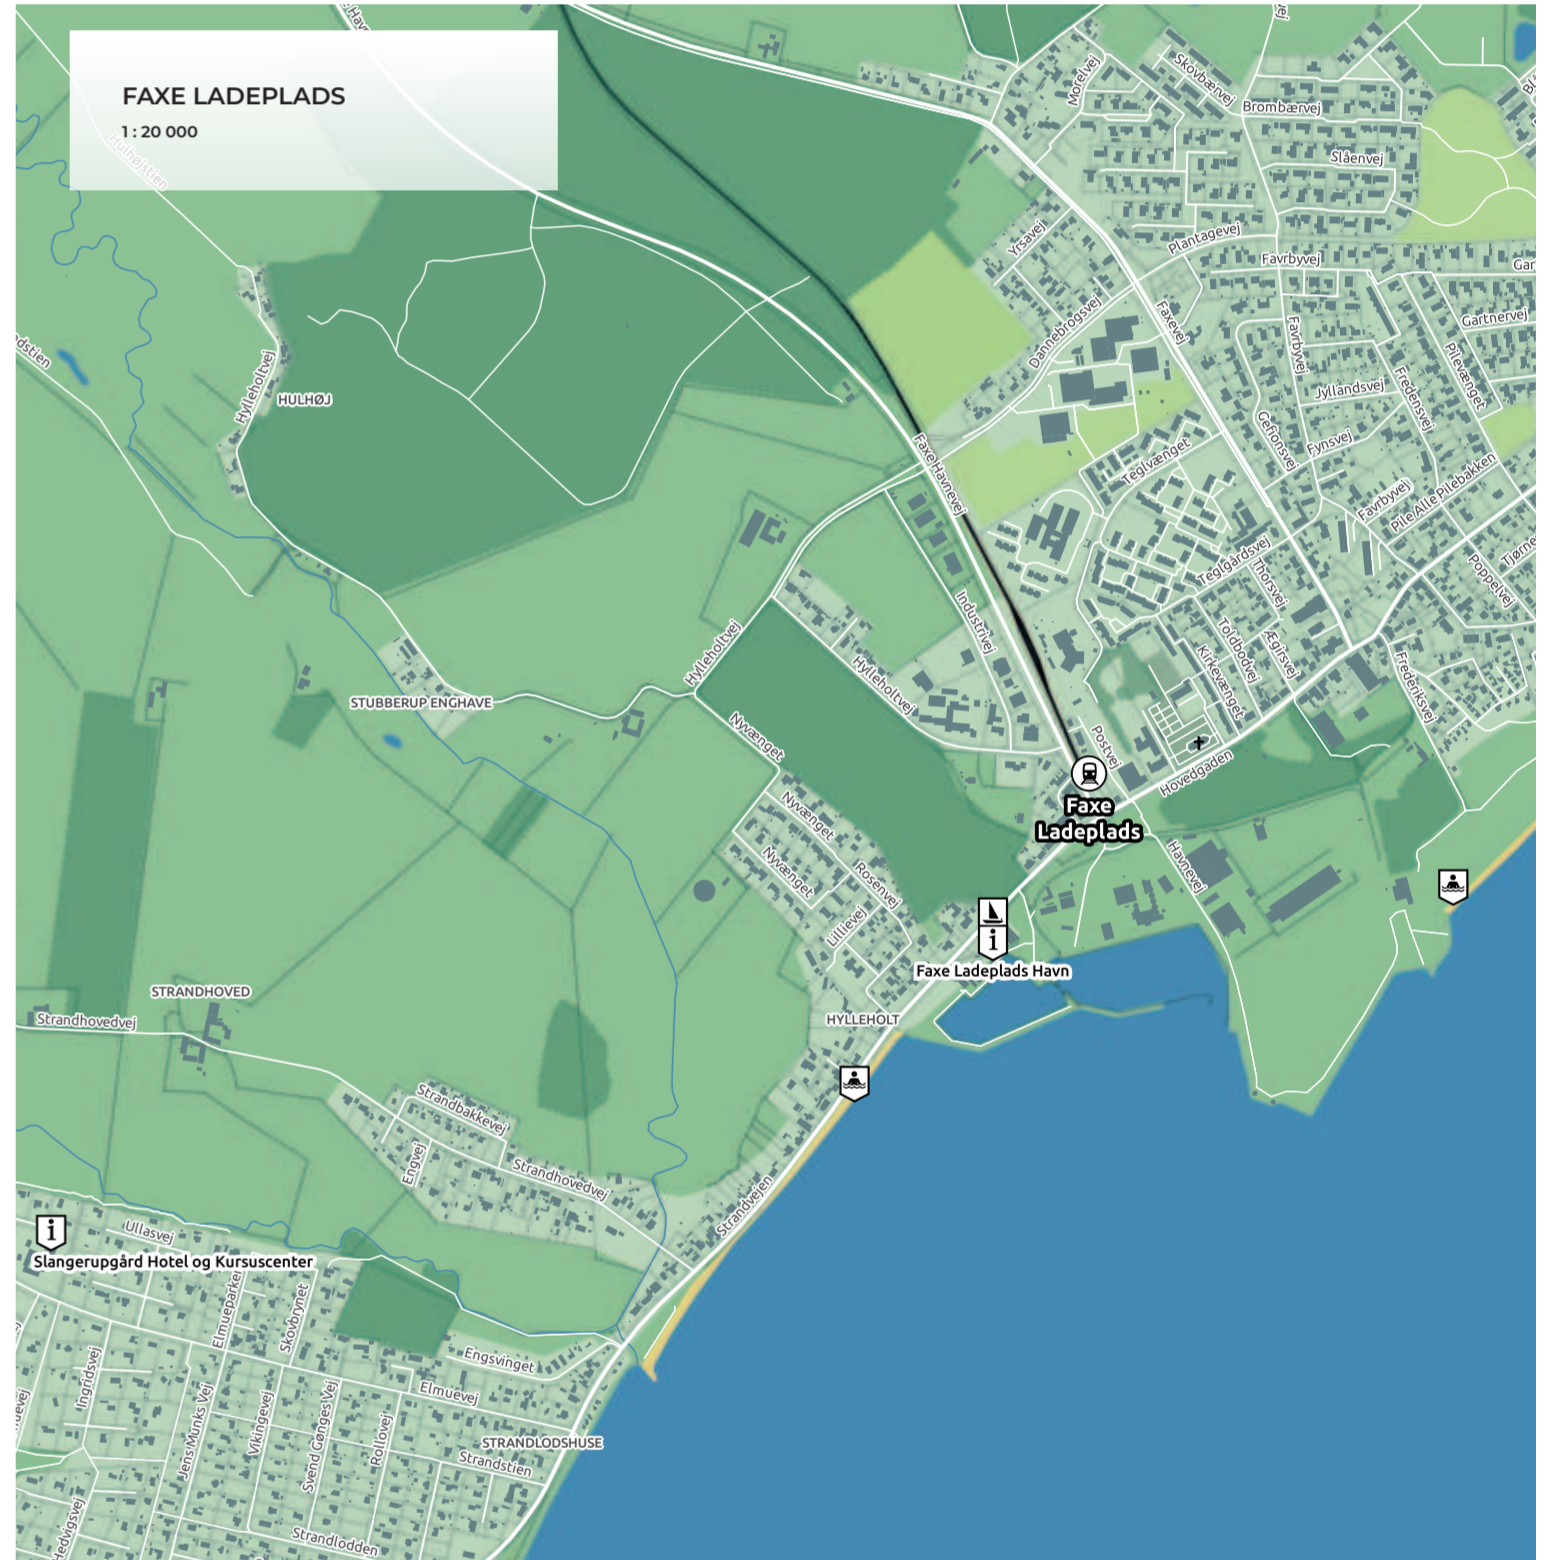 FAXE LADEPLADS
1 : 20 000
Hulhøjstien
Morelvej
Skovbærvej
Brombærvej
Slåenvej
Yrsavej
Plantagevej
Favrbyvej
Dannebrogsvej
Faxevej
Favrbyvej
Gartnervej
Pilevænget
Jyllandsvej
Fredensvej
Gefionsvej
Fynsvej
Hylleholtvej
HULHØJ
Faxe Havnevej
Teglvænget
Favrbyvej
Pile Alle
Pilebakken
Poppelvej
Teglgårdsvej
Thorsvej
Industrivej
Toldbodvej
Ægirsvej
Kirkevænget
Frederiksvej
Hylleholtvej
Hylleholtvej
STUBBERUP ENGHAVE
Nyvænget
Postvej
Hovedgaden
Faxe
Ladeplads
Nyvænget
Nyvænget
Rosenvej
Lillievej
Havnevej
Faxe Ladeplads Havn
STRANDHOVED
Strandhovedvej
HYLLEHOLT
Strandbakkevej
Engvej
Strandhovedvej
Strandvejen
Ullasvej
Slangerupgård Hotel og Kursuscenter
Elmueparken
Skovbrynet
Engsvinget
Elmuevej
Ingridsvej
Jens Munks Vej
Vikingevej
Svend Gønges Vej
Rollovej
STRANDLODSHUSE
Strandstien
Hedvigsvej
Strandlodden